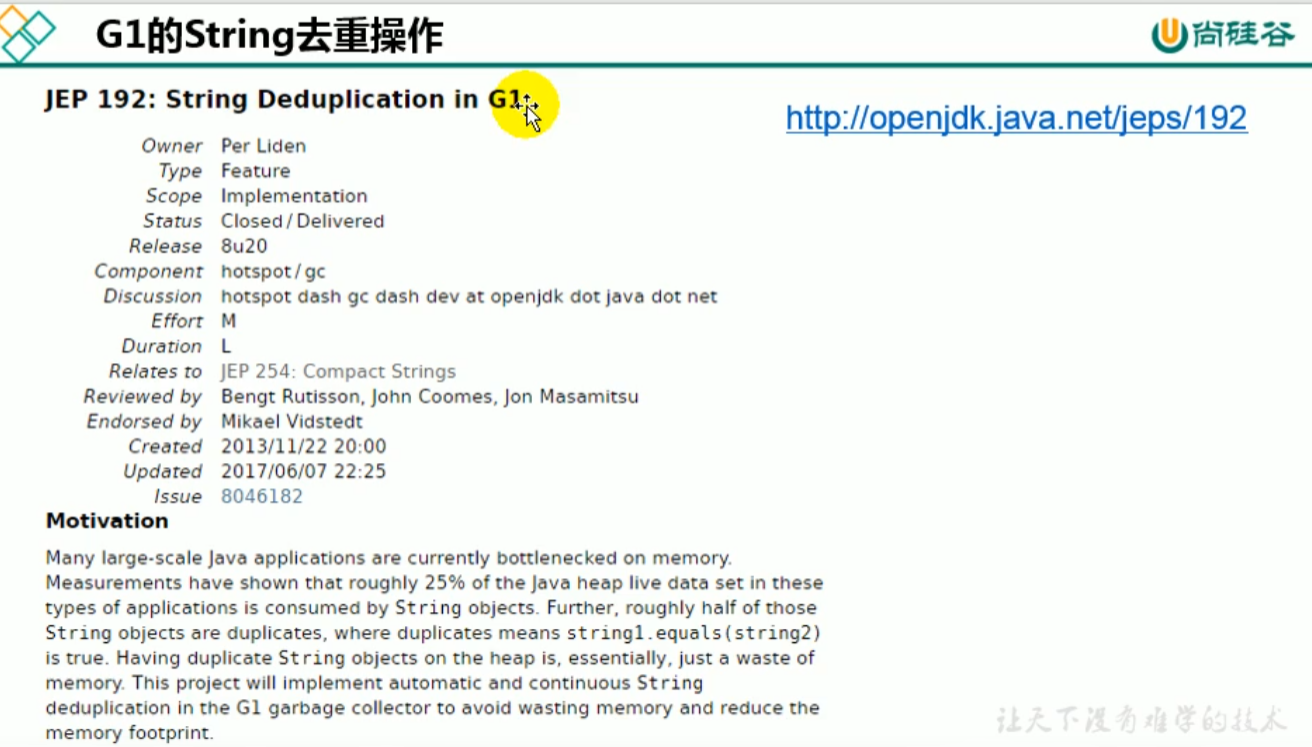 G1的String去重操作
尚硅谷
JEP 192: String Deduplication in G1
http://openjdk.java.net/jeps/192
Owner Per Liden
Type Feature
Scope Implementation
Status Closed / Delivered
Release 8u20
Component hotspot / gc
Discussion hotspot dash gc dash dev at openjdk dot java dot net
Effort M
Duration L
Relates to JEP 254: Compact Strings
Reviewed by Bengt Rutisson, John Coomes, Jon Masamitsu
Endorsed by Mikael Vidstedt
Created 2013/11/22 20:00
Updated 2017/06/07 22:25
Issue 8046182
Motivation
Many large-scale Java applications are currently bottlenecked on memory.
Measurements have shown that roughly 25% of the Java heap live data set in these
types of applications is consumed by String objects. Further, roughly half of those
String objects are duplicates, where duplicates means string1.equals(string2)
is true. Having duplicate String objects on the heap is, essentially, just a waste of
memory. This project will implement automatic and continuous String
deduplication in the G1 garbage collector to avoid wasting memory and reduce the
memory footprint.
让天下没有难学的技术